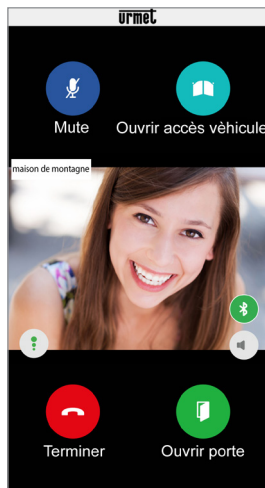 urmet
Mute
Ouvrir accès vèhicule
maison de montagne
Terminer
Ouvrir porte